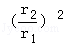 (r₂/r₁) ²